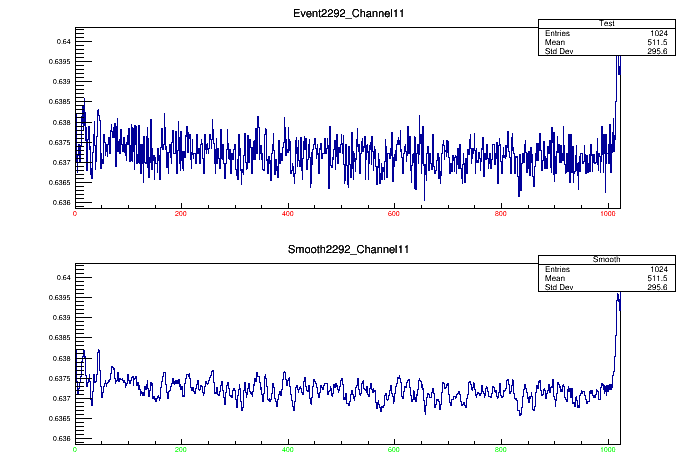 Event2292_Channel11
Test
Entries 1024
Mean 511.5
Std Dev 295.6
0.64
0.6395
0.639
0.6385
0.638
0.6375
0.637
0.6365
0.636
0 200 400 600 800 1000
Smooth2292_Channel11
Smooth
Entries 1024
Mean 511.5
Std Dev 295.6
0.64
0.6395
0.639
0.6385
0.638
0.6375
0.637
0.6365
0.636
0 200 400 600 800 1000